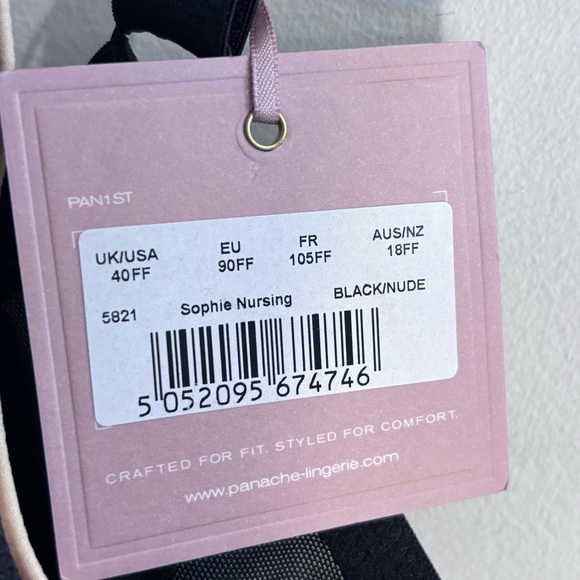 PAN1ST
UK/USA EU FR AUS/NZ
40FF 90FF 105FF 18FF
5821 Sophie Nursing BLACK/NUDE
5 052095 674746
CRAFTED FOR FIT. STYLED FOR COMFORT.
www.panache-lingerie.com